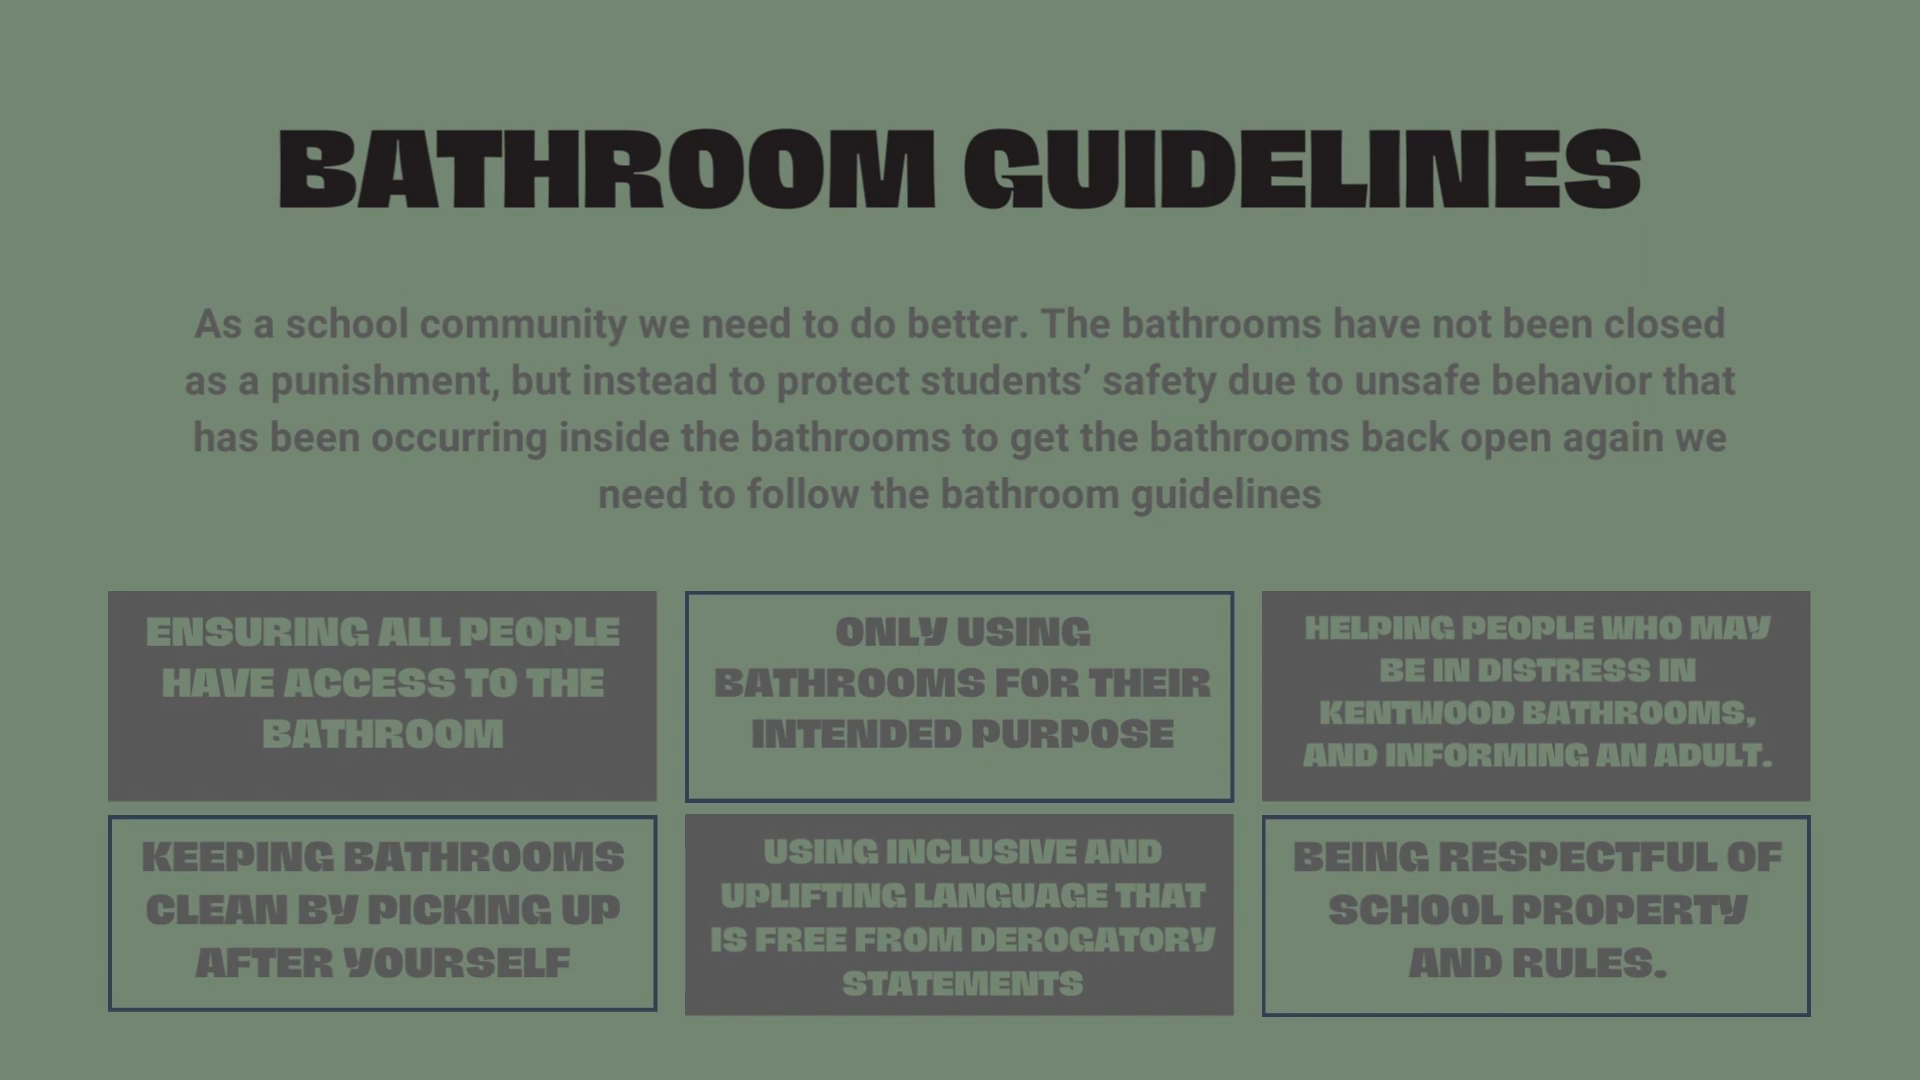 BATHROOM GUIDELINES
As a school community we need to do better. The bathrooms have not been closed
as a punishment, but instead to protect students’ safety due to unsafe behavior that
has been occurring inside the bathrooms to get the bathrooms back open again we
need to follow the bathroom guidelines
ENSURING ALL PEOPLE
HAVE ACCESS TO THE
BATHROOM
ONLY USING
BATHROOMS FOR THEIR
INTENDED PURPOSE
HELPING PEOPLE WHO MAY
BE IN DISTRESS IN
KENTWOOD BATHROOMS,
AND INFORMING AN ADULT.
KEEPING BATHROOMS
CLEAN BY PICKING UP
AFTER YOURSELF
USING INCLUSIVE AND
UPLIFTING LANGUAGE THAT
IS FREE FROM DEROGATORY
STATEMENTS
BEING RESPECTFUL OF
SCHOOL PROPERTY
AND RULES.